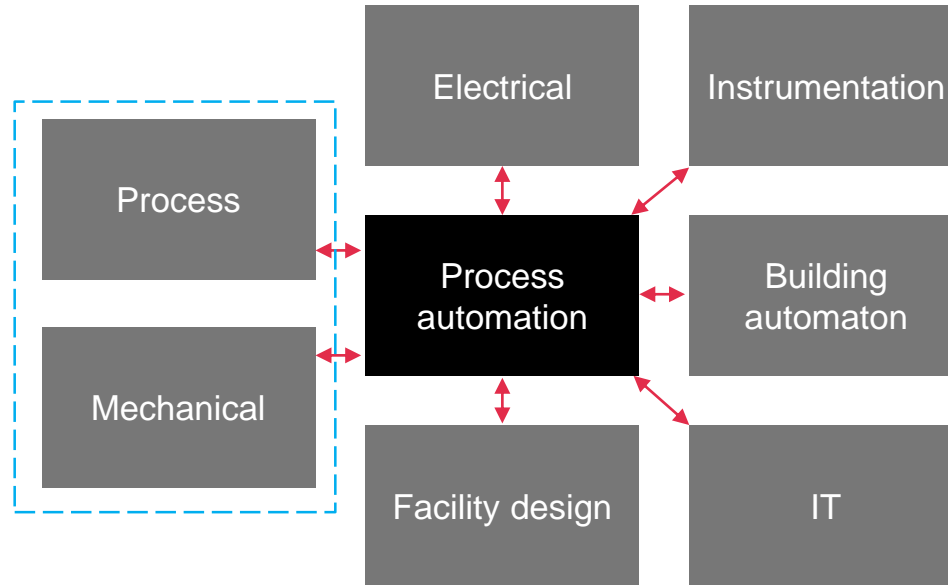 Electrical
Instrumentation
Process
Process
automation
Building
automaton
Mechanical
Facility design
IT